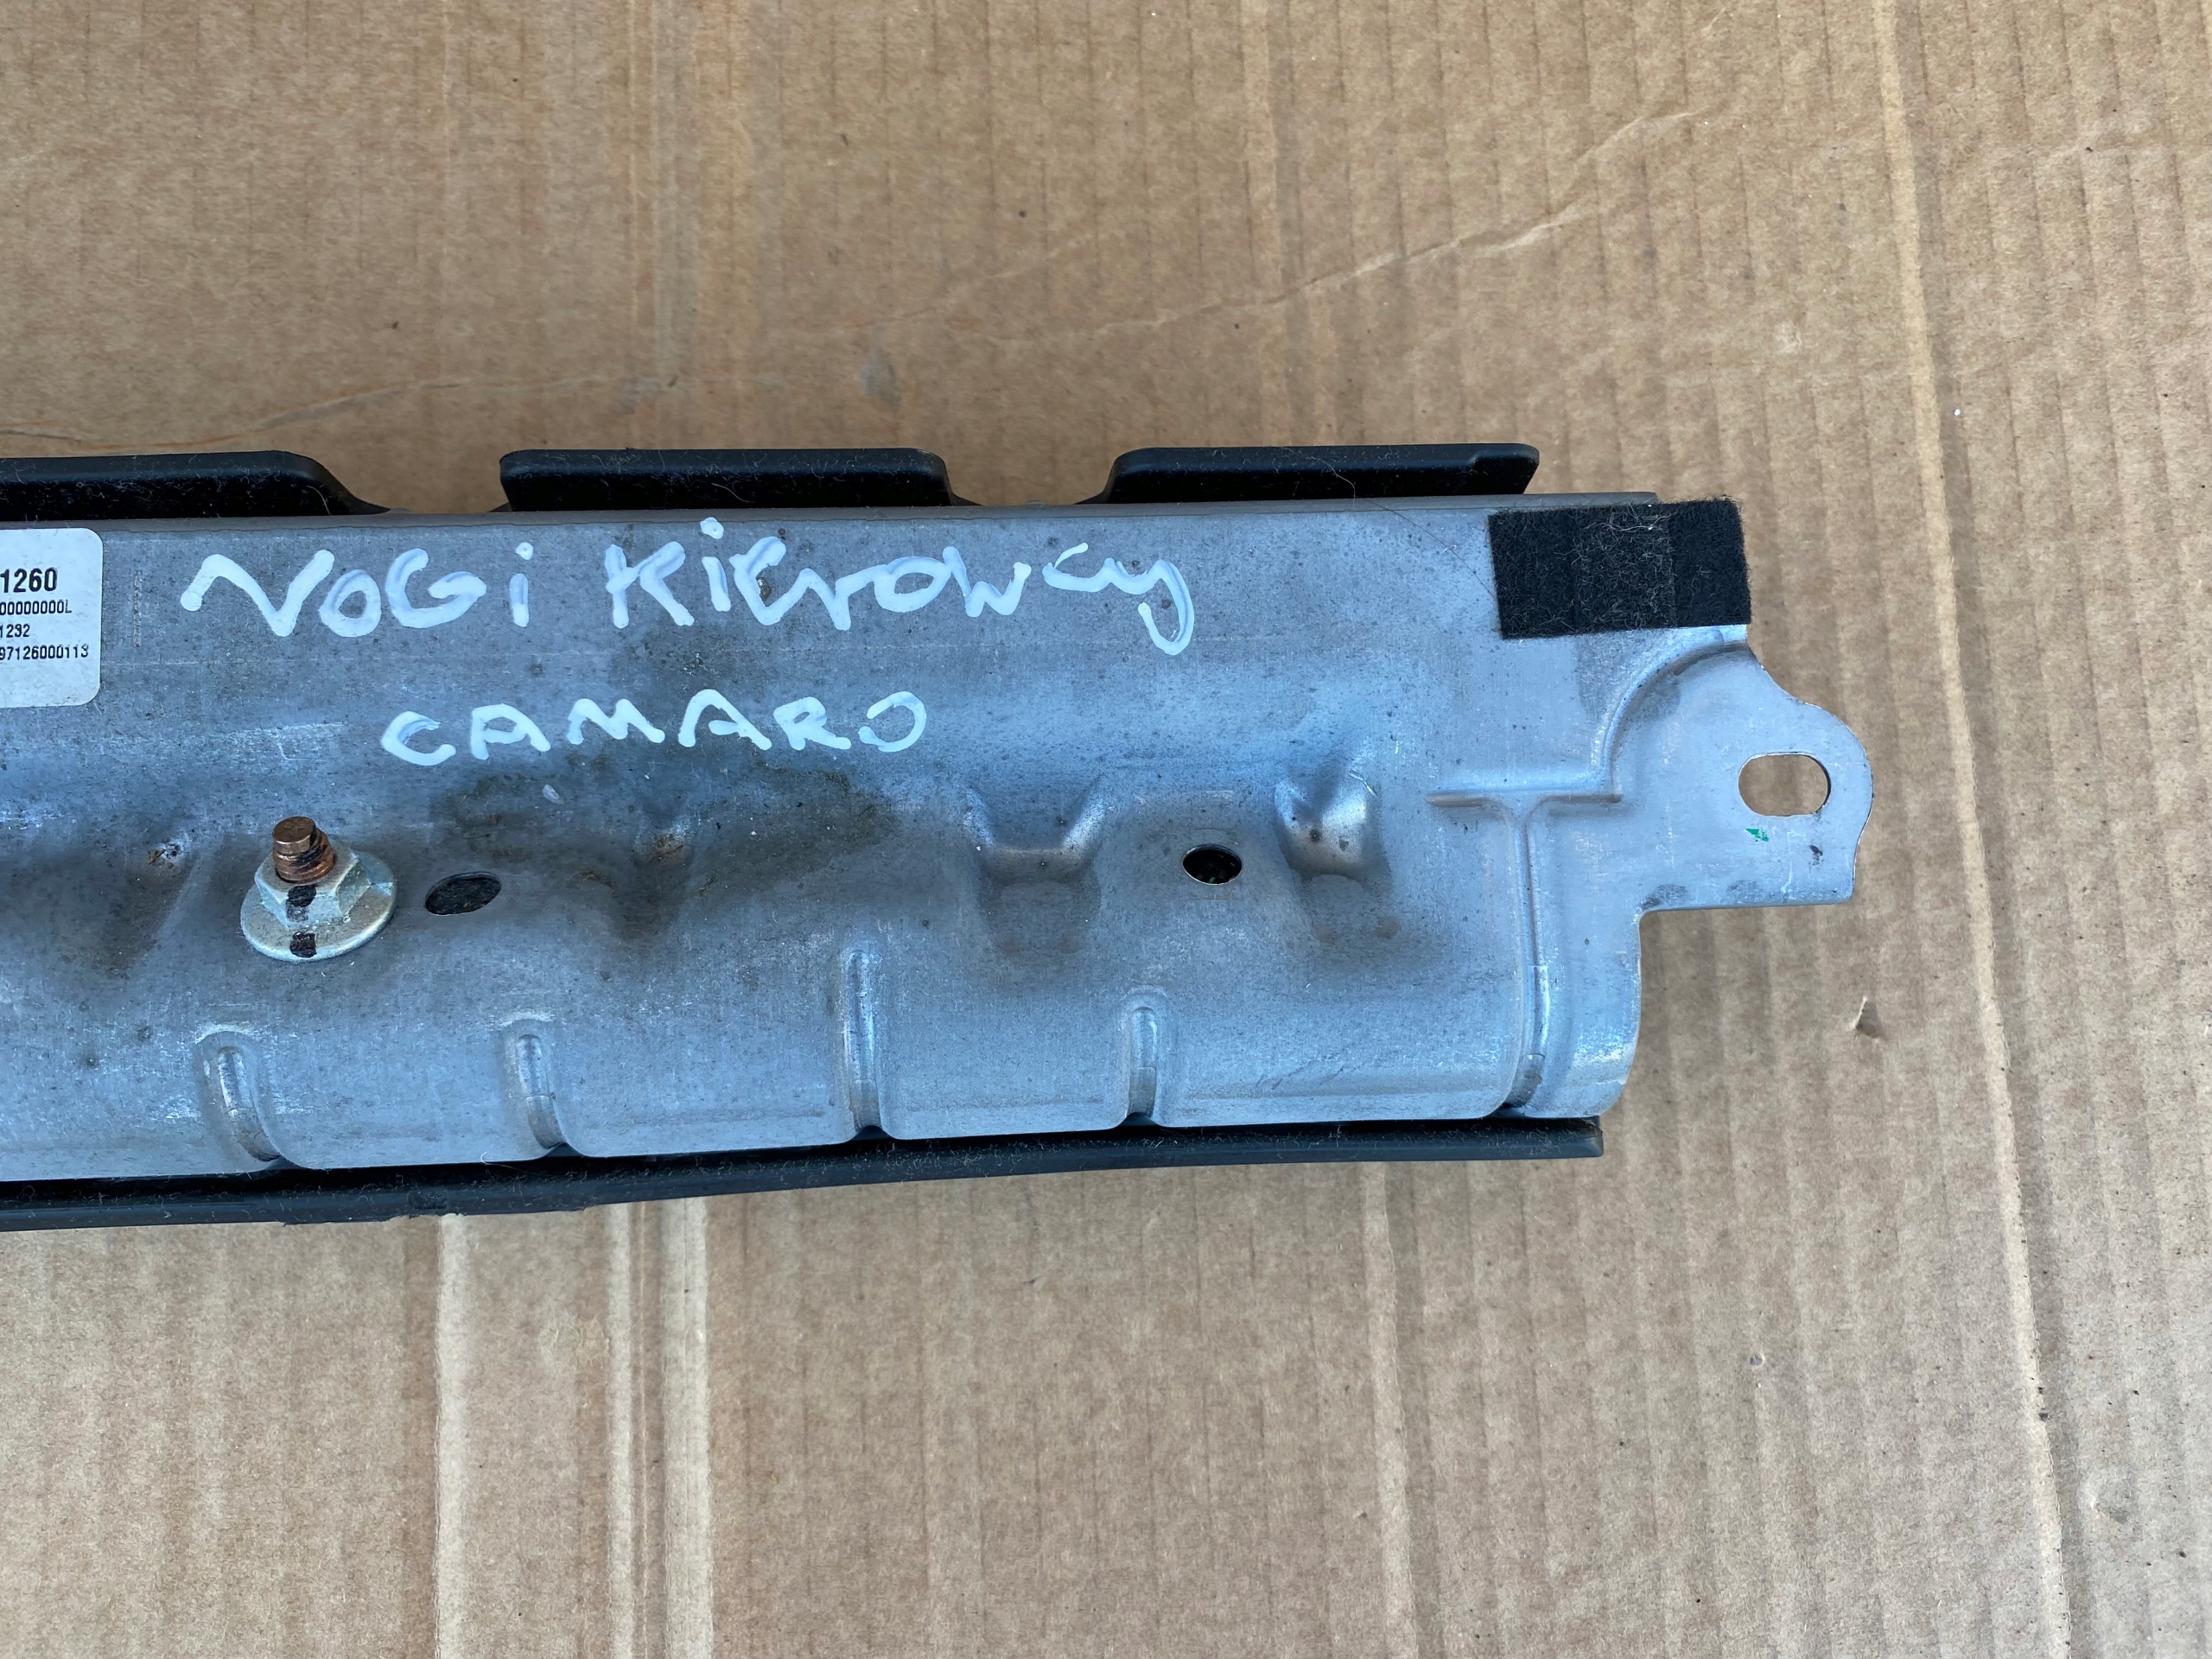 1260
00000000L
1232
97126000113
NOGi KiEROWCy
CAMARO